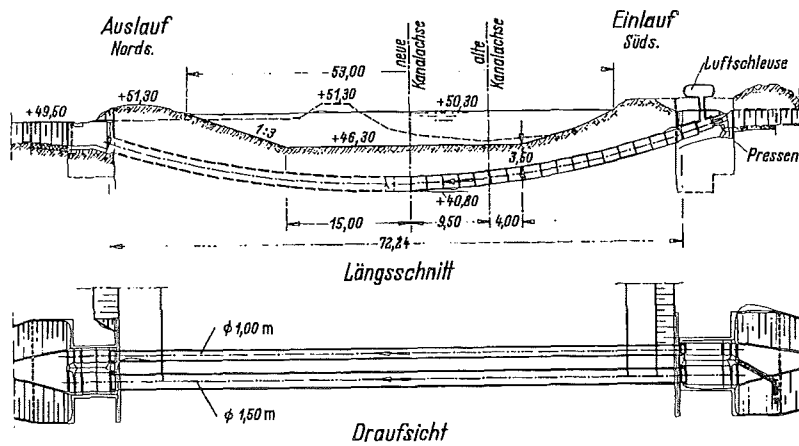 Auslauf
Nords.
neue
Kanalachse
alte
Kanalachse
Einlauf
Süds.
Luftschleuse
53,00
+51,30
+51,30
+50,30
+49,50
1:3
+46,30
3,50
Pressen
+40,80
15,00
9,50
4,00
72,24
Längsschnitt
φ 1,00 m
φ 1,50 m
Draufsicht